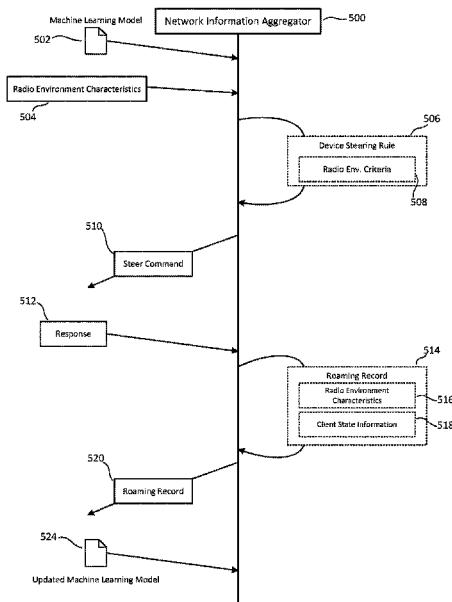 Machine Learning Model
Network Information Aggregator
500
502
Radio Environment Characteristics
504
506
Device Steering Rule
Radio Env. Criteria
508
510
Steer Command
512
Response
514
Roaming Record
Radio Environment
Characteristics
516
Client State Information
518
520
Roaming Record
524
Updated Machine Learning Model